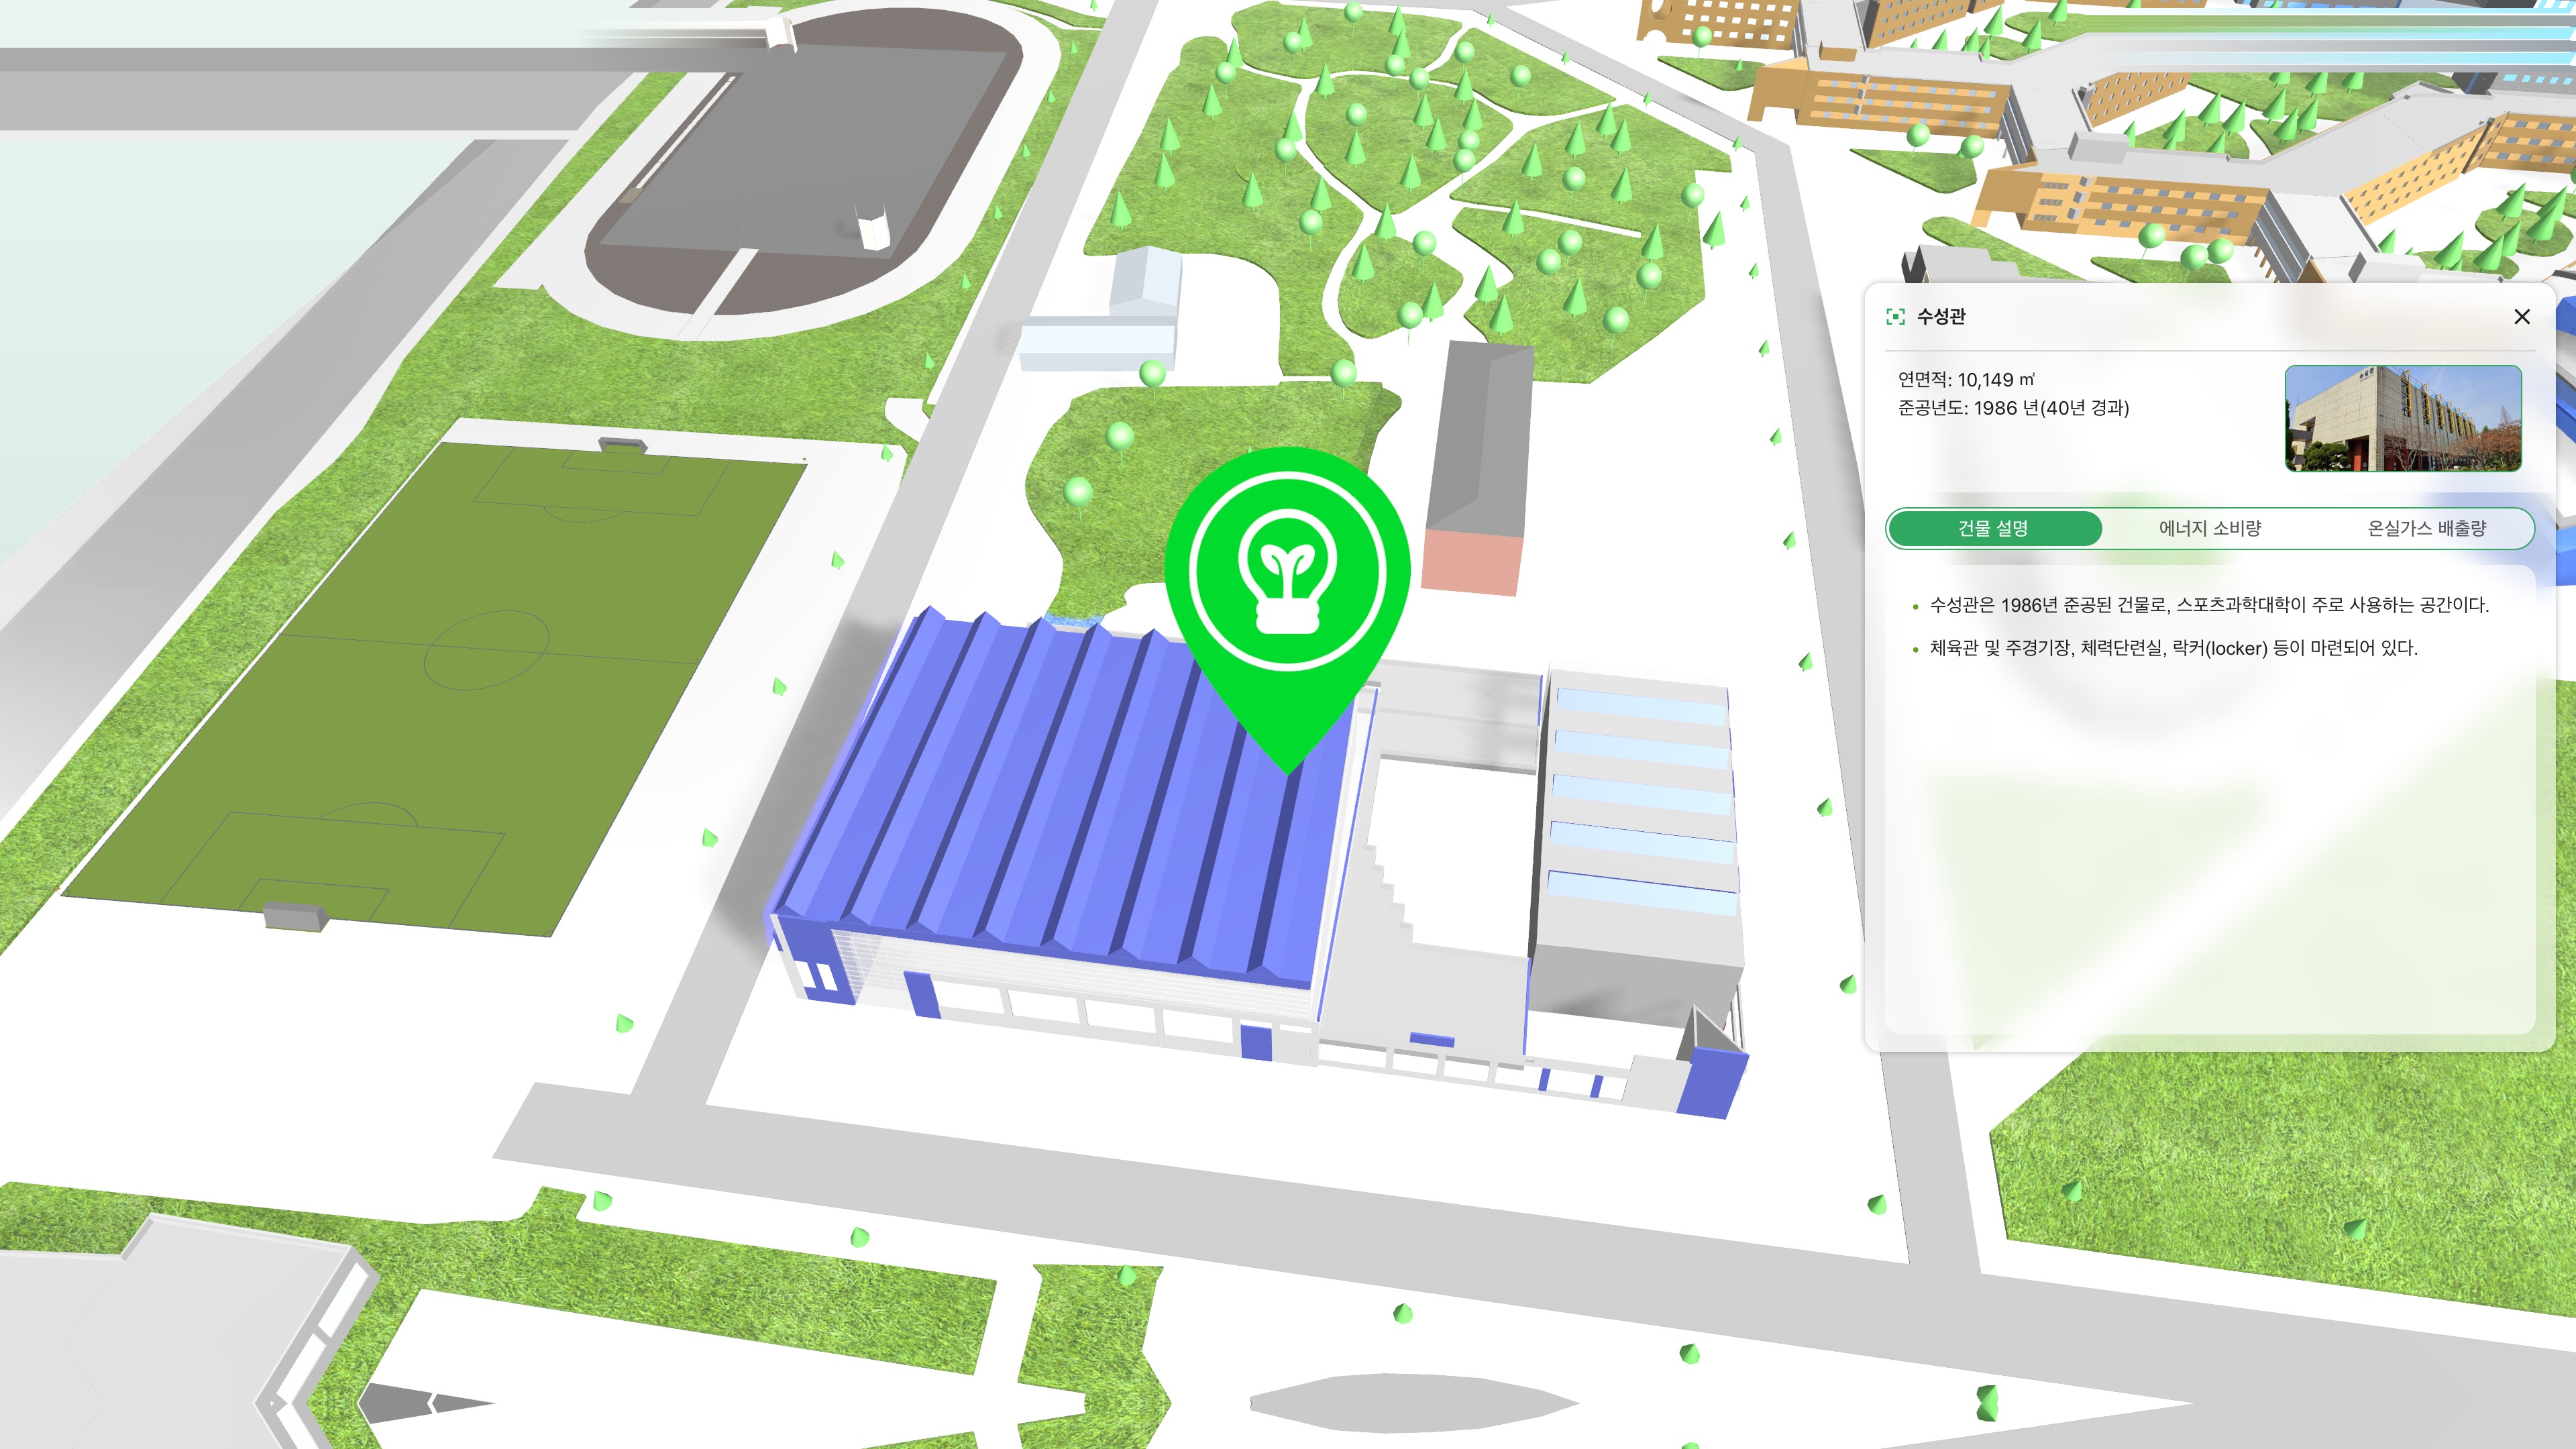 수성관
연면적: 10,149 ㎡
준공년도: 1986 년(40년 경과)
건물 설명
에너지 소비량
온실가스 배출량
수성관은 1986년 준공된 건물로, 스포츠과학대학이 주로 사용하는 공간이다.
체육관 및 주경기장, 체력단련실, 락커(locker) 등이 마련되어 있다.